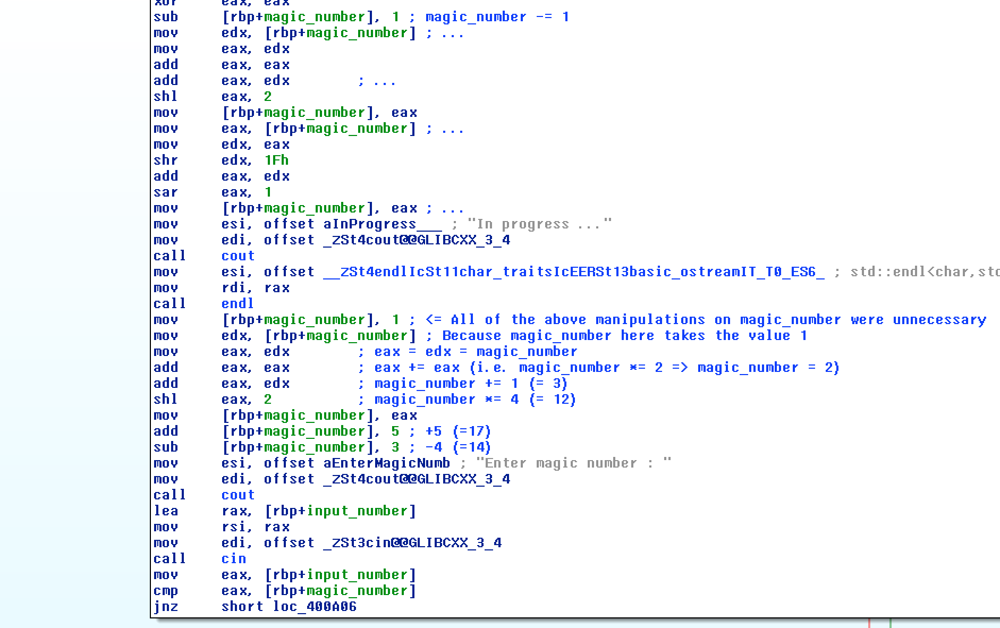 xor eax, eax
sub [rbp+magic_number], 1 ; magic_number -= 1
mov edx, [rbp+magic_number] ; ...
mov eax, edx
add eax, eax
add eax, edx ; ...
shl eax, 2
mov [rbp+magic_number], eax
mov eax, [rbp+magic_number] ; ...
mov edx, eax
shr edx, 1Fh
add eax, edx
sar eax, 1
mov [rbp+magic_number], eax ; ...
mov esi, offset aInProgress___ ; "In progress ..."
mov edi, offset _ZSt4cout@@GLIBCXX_3_4
call cout
mov esi, offset __ZSt4endlIcSt11char_traitsIcEERSt13basic_ostreamIT_T0_ES6_ ; std::endl<char,std
mov rdi, rax
call endl
mov [rbp+magic_number], 1 ; <= All of the above manipulations on magic_number were unnecessary
mov edx, [rbp+magic_number] ; Because magic_number here takes the value 1
mov eax, edx ; eax = edx = magic_number
add eax, eax ; eax += eax (i.e. magic_number *= 2 => magic_number = 2)
add eax, edx ; magic_number += 1 (= 3)
shl eax, 2 ; magic_number *= 4 (= 12)
mov [rbp+magic_number], eax
add [rbp+magic_number], 5 ; +5 (=17)
sub [rbp+magic_number], 3 ; -4 (=14)
mov esi, offset aEnterMagicNumb ; "Enter magic number : "
mov edi, offset _ZSt4cout@@GLIBCXX_3_4
call cout
lea rax, [rbp+input_number]
mov rsi, rax
mov edi, offset _ZSt3cin@@GLIBCXX_3_4
call cin
mov eax, [rbp+input_number]
cmp eax, [rbp+magic_number]
jnz short loc_400A06